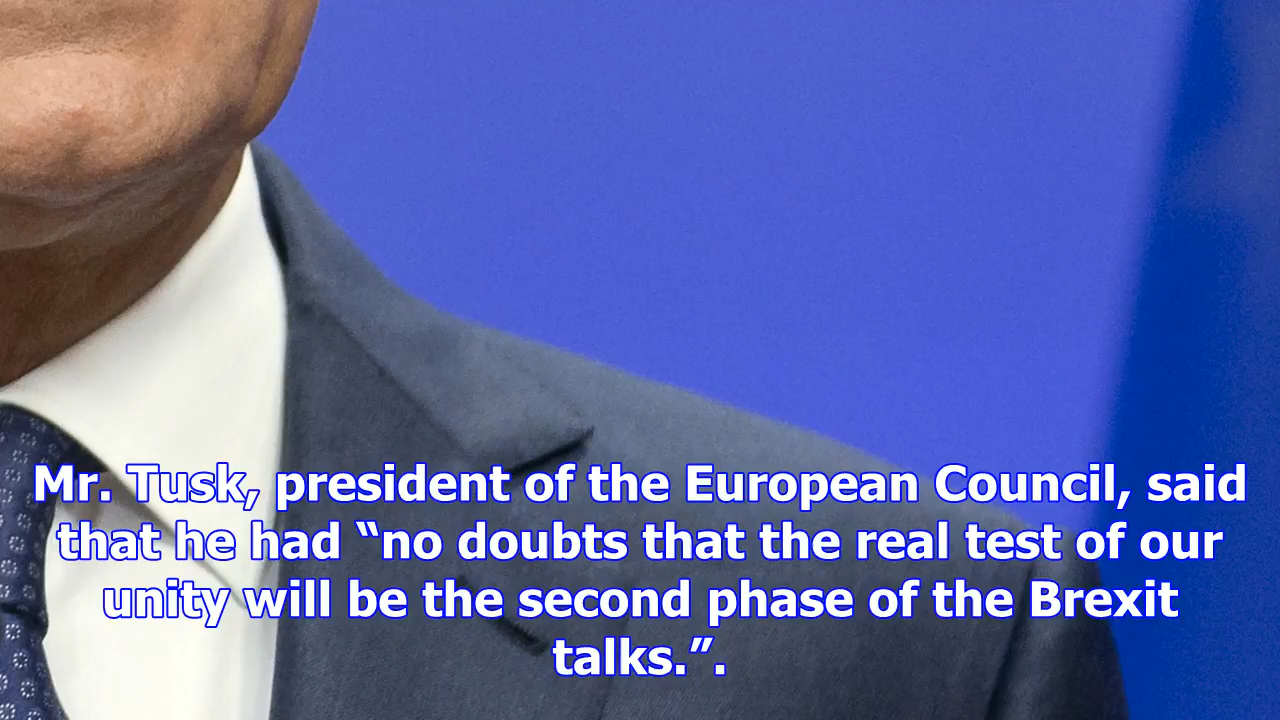 Mr. Tusk, president of the European Council, said
that he had “no doubts that the real test of our
unity will be the second phase of the Brexit
talks.”.